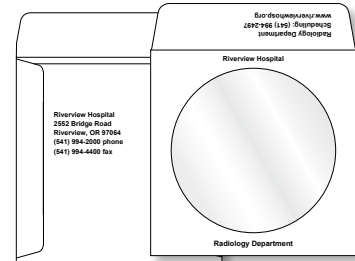 Radiology Department
Scheduling: (541) 994-2497
www.riverviewhosp.org
Riverview Hospital
Riverview Hospital
2552 Bridge Road
Riverview, OR 97064
(541) 994-2000 phone
(541) 994-4400 fax
Radiology Department